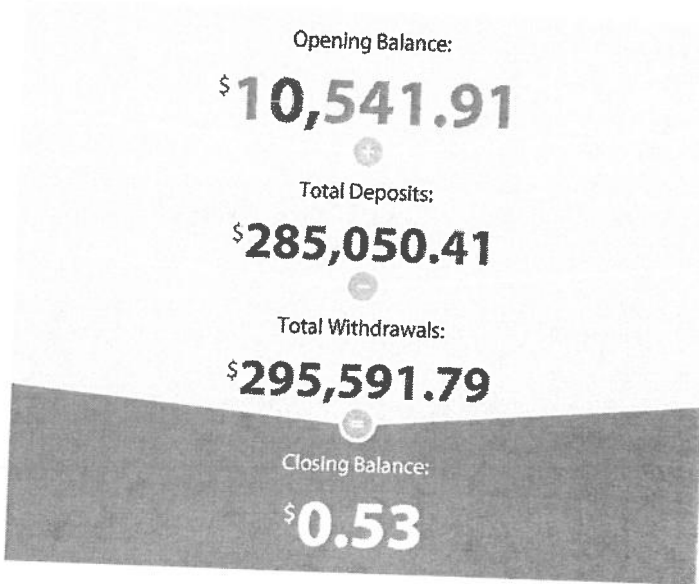 Opening Balance:
$10,541.91
+
Total Deposits:
$285,050.41
−
Total Withdrawals:
$295,591.79
=
Closing Balance:
$0.53